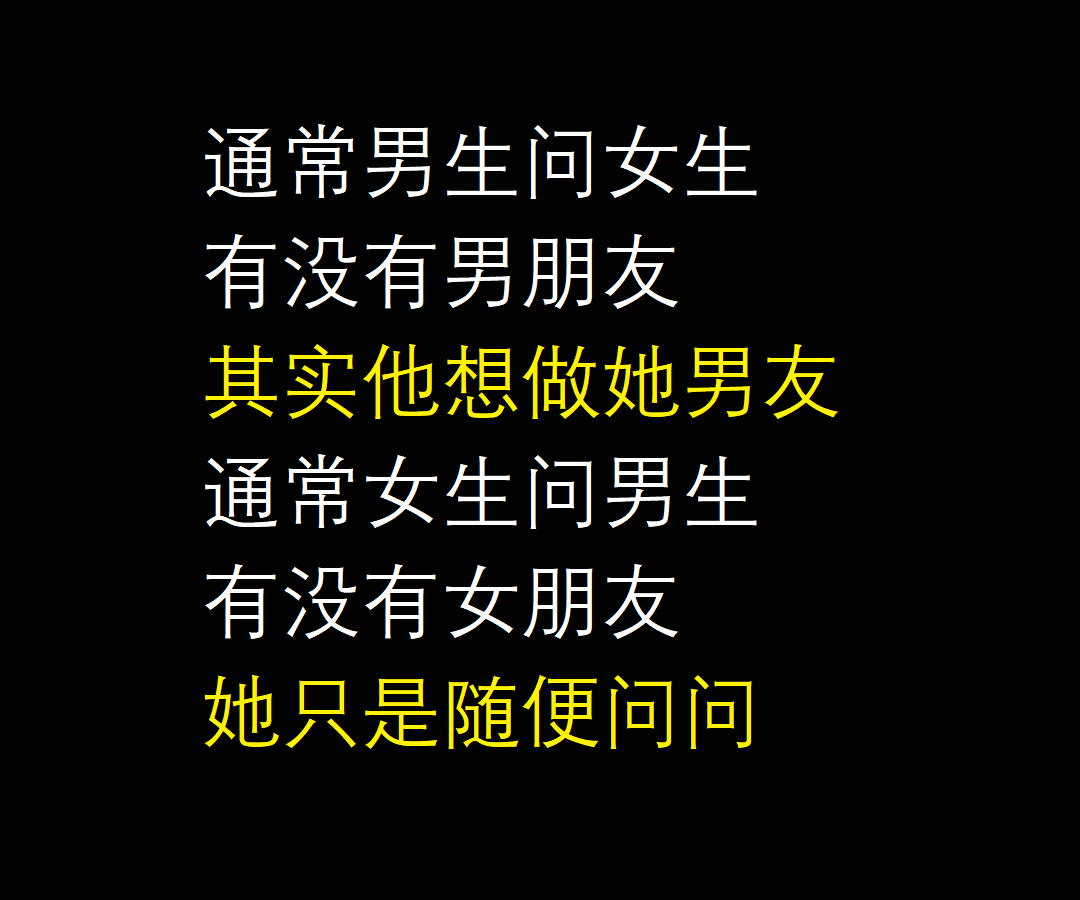 通常男生问女生
有没有男朋友
其实他想做她男友
通常女生问男生
有没有女朋友
她只是随便问问